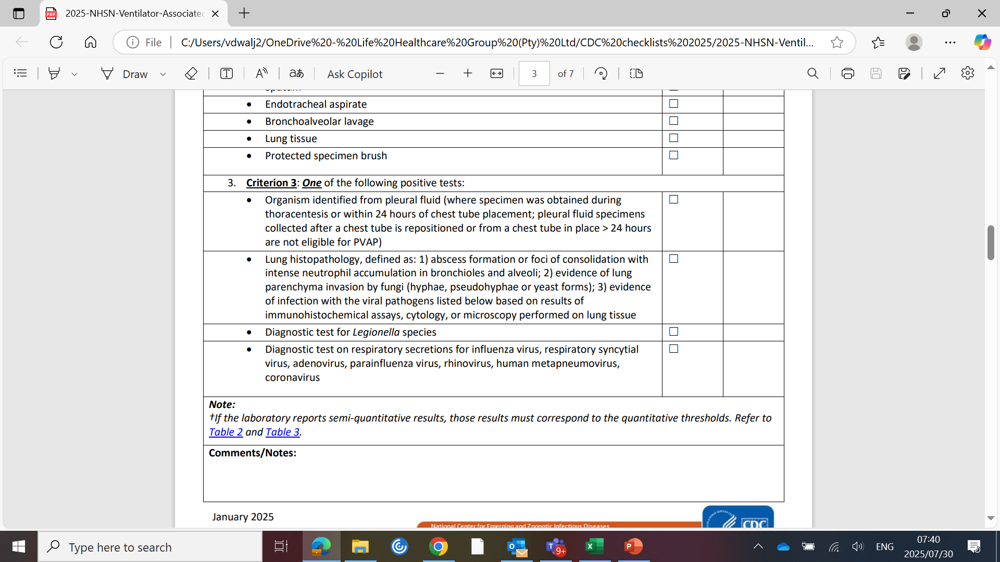 2025-NHSN-Ventilator-Associated
File
C:/Users/vdwalj2/OneDrive%20-%20Life%20Healthcare%20Group%20(Pty)%20Ltd/CDC%20checklists%202025/2025-NHSN-Ventil...
Draw
Ask Copilot
3 of 7
• Endotracheal aspirate ☐
• Bronchoalveolar lavage ☐
• Lung tissue ☐
• Protected specimen brush ☐
3. Criterion 3: One of the following positive tests:
• Organism identified from pleural fluid (where specimen was obtained during ☐
thoracentesis or within 24 hours of chest tube placement; pleural fluid specimens
collected after a chest tube is repositioned or from a chest tube in place > 24 hours
are not eligible for PVAP)
• Lung histopathology, defined as: 1) abscess formation or foci of consolidation with ☐
intense neutrophil accumulation in bronchioles and alveoli; 2) evidence of lung
parenchyma invasion by fungi (hyphae, pseudohyphae or yeast forms); 3) evidence
of infection with the viral pathogens listed below based on results of
immunohistochemical assays, cytology, or microscopy performed on lung tissue
• Diagnostic test for Legionella species ☐
• Diagnostic test on respiratory secretions for influenza virus, respiratory syncytial ☐
virus, adenovirus, parainfluenza virus, rhinovirus, human metapneumovirus,
coronavirus
Note:
†If the laboratory reports semi-quantitative results, those results must correspond to the quantitative thresholds. Refer to
Table 2 and Table 3.
Comments/Notes:
January 2025
National Center for Emerging and Zoonotic Infectious Diseases
CDC
Type here to search
9+
ENG
07:40
2025/07/30